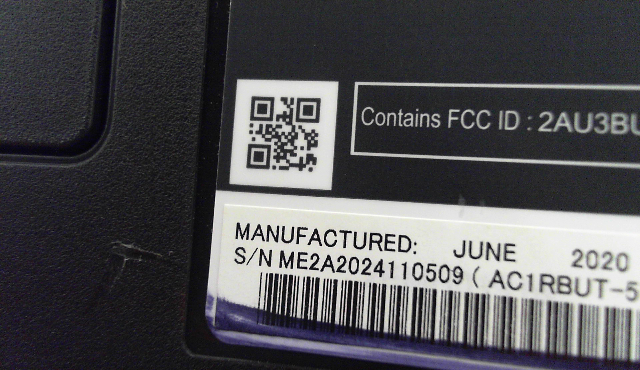 Contains FCC ID : 2AU3BU
MANUFACTURED: JUNE 2020
S/N ME2A2024110509 ( AC1RBUT-5